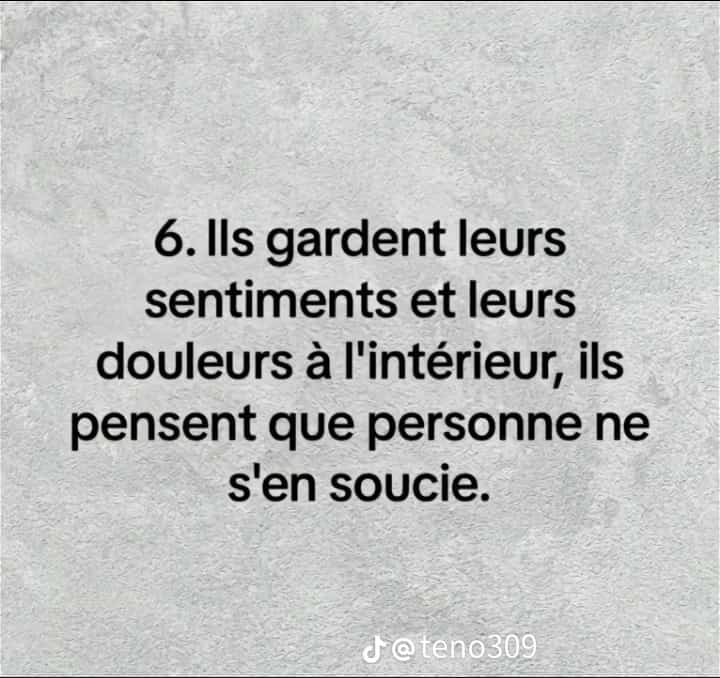 6. Ils gardent leurs
sentiments et leurs
douleurs à l'intérieur, ils
pensent que personne ne
s'en soucie.
@teno309